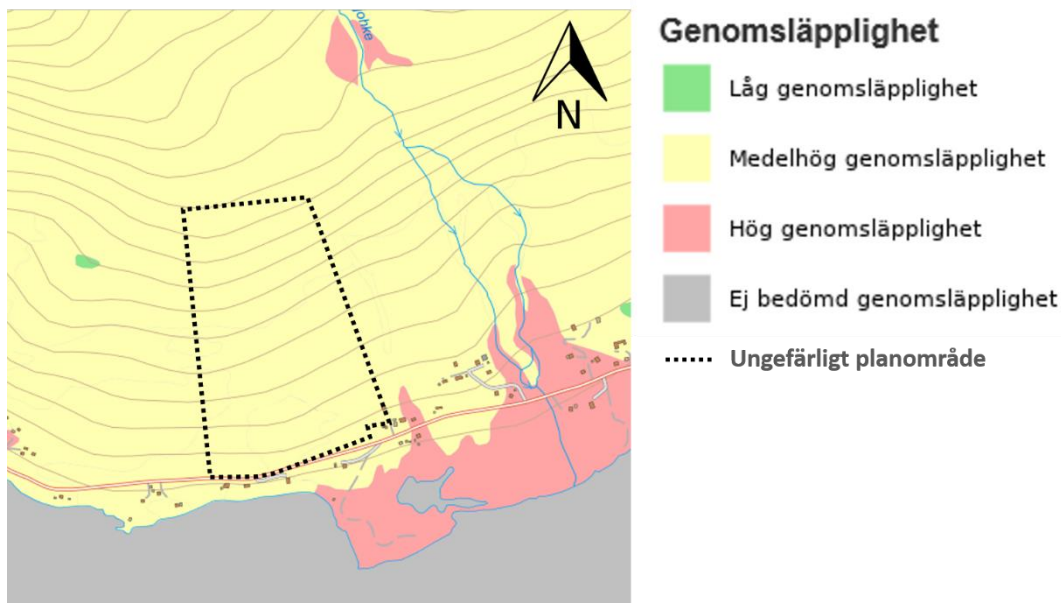 N
Genomsläpplighet
Låg genomsläpplighet
Medelhög genomsläpplighet
Hög genomsläpplighet
Ej bedömd genomsläpplighet
Ungefärligt planområde